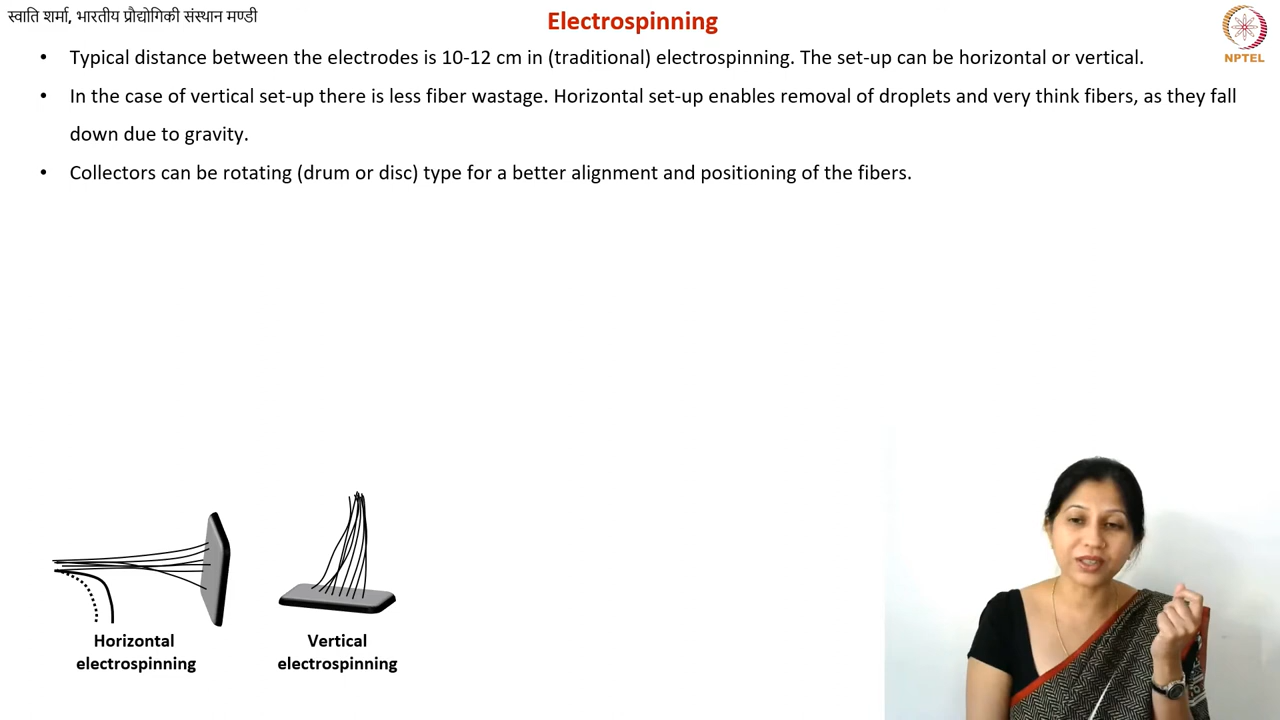 स्वाति शर्मा, भारतीय प्रौद्योगिकी संस्थान मण्डी
Electrospinning
NPTEL
• Typical distance between the electrodes is 10-12 cm in (traditional) electrospinning. The set-up can be horizontal or vertical.
• In the case of vertical set-up there is less fiber wastage. Horizontal set-up enables removal of droplets and very think fibers, as they fall
down due to gravity.
• Collectors can be rotating (drum or disc) type for a better alignment and positioning of the fibers.
Horizontal
electrospinning
Vertical
electrospinning